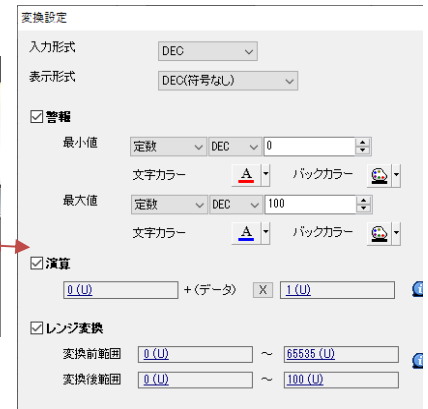 変換設定
入力形式 DEC
表示形式 DEC(符号なし)
警報
最小値 定数 DEC 0
文字カラー A バックカラー
最大値 定数 DEC 100
文字カラー A バックカラー
演算
0 (U) +(データ) X 1 (U)
レンジ変換
変換前範囲 0 (U) ～ 65535 (U)
変換後範囲 0 (U) ～ 100 (U)